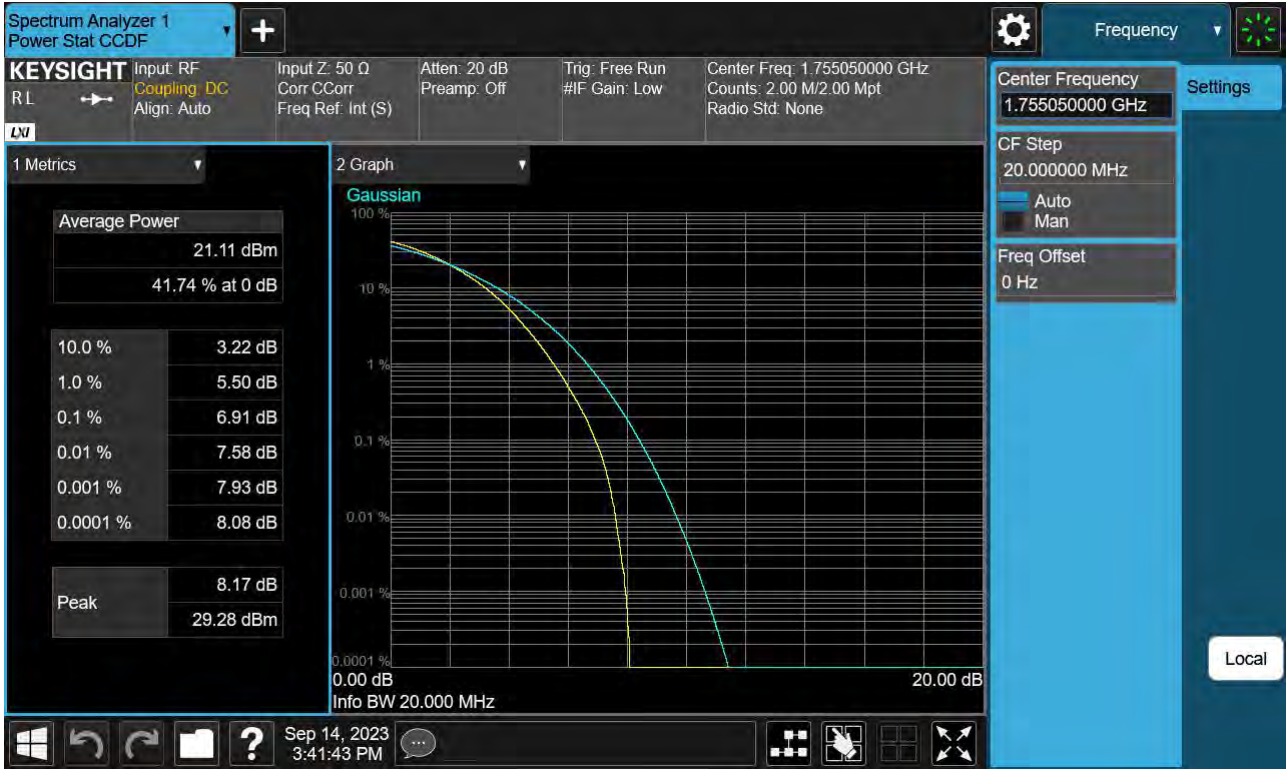 Spectrum Analyzer 1
Power Stat CCDF
Frequency
KEYSIGHT
R L
LXI
Input: RF
Coupling: DC
Align: Auto
Input Z: 50 Ω
Corr CCorr
Freq Ref: Int (S)
Atten: 20 dB
Preamp: Off
Trig: Free Run
#IF Gain: Low
Center Freq: 1.755050000 GHz
Counts: 2.00 M/2.00 Mpt
Radio Std: None
Center Frequency
1.755050000 GHz
CF Step
20.000000 MHz
Auto
Man
Freq Offset
0 Hz
Settings
Local
1 Metrics
Average Power
21.11 dBm
41.74 % at 0 dB
10.0 % 3.22 dB
1.0 % 5.50 dB
0.1 % 6.91 dB
0.01 % 7.58 dB
0.001 % 7.93 dB
0.0001 % 8.08 dB
Peak
8.17 dB
29.28 dBm
2 Graph
Gaussian
100 %
10 %
1 %
0.1 %
0.01 %
0.001 %
0.0001 %
0.00 dB 20.00 dB
Info BW 20.000 MHz
Sep 14, 2023
3:41:43 PM